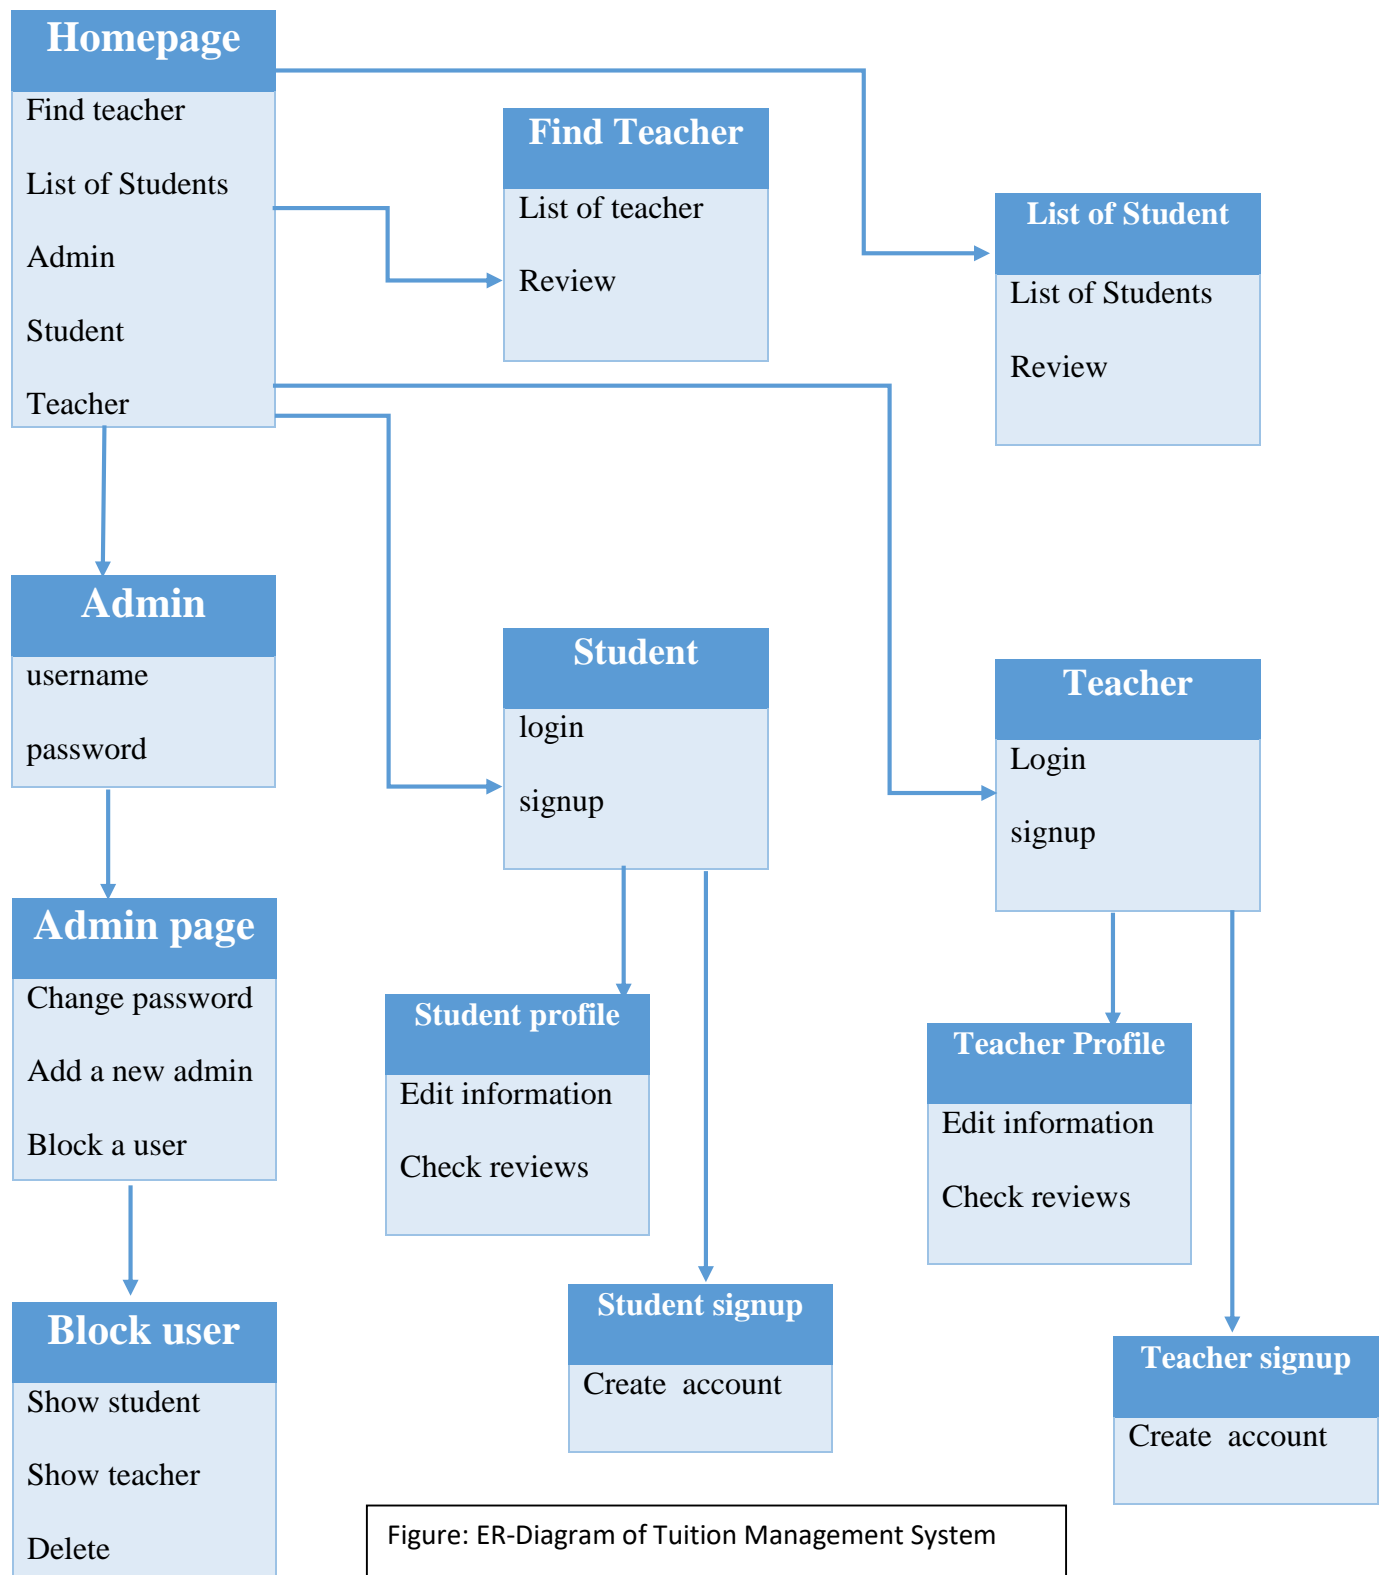 Homepage
Find teacher
List of Students
Admin
Student
Teacher
Find Teacher
List of teacher
Review
List of Student
List of Students
Review
Admin
username
password
Student
login
signup
Teacher
Login
signup
Admin page
Change password
Add a new admin
Block a user
Student profile
Edit information
Check reviews
Teacher Profile
Edit information
Check reviews
Block user
Show student
Show teacher
Delete
Student signup
Create  account
Teacher signup
Create  account
Figure: ER-Diagram of Tuition Management System